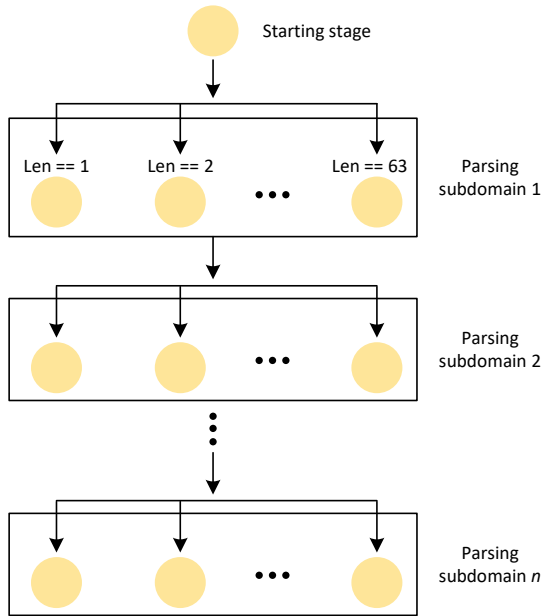 Starting stage
Len == 1
Len == 2
Len == 63
Parsing
subdomain 1
Parsing
subdomain 2
Parsing
subdomain n